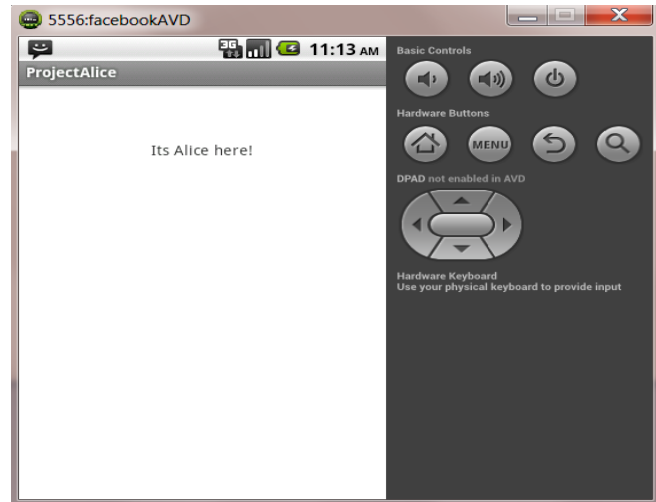 5556:facebookAVD
3G 11:13 AM
ProjectAlice
Its Alice here!
Basic Controls
Hardware Buttons
MENU
DPAD not enabled in AVD
Hardware Keyboard
Use your physical keyboard to provide input